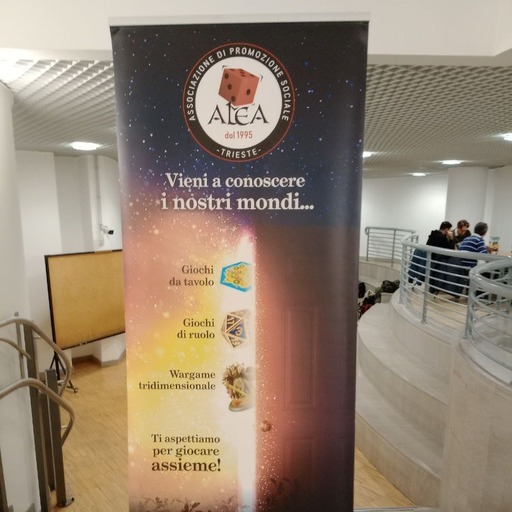 ASSOCIAZIONE DI PROMOZIONE SOCIALE
ALEA
dal 1995
-TRIESTE-
Vieni a conoscere
i nostri mondi...
Giochi
da tavolo
Giochi
di ruolo
Wargame
tridimensionale
Ti aspettiamo
per giocare
assieme!